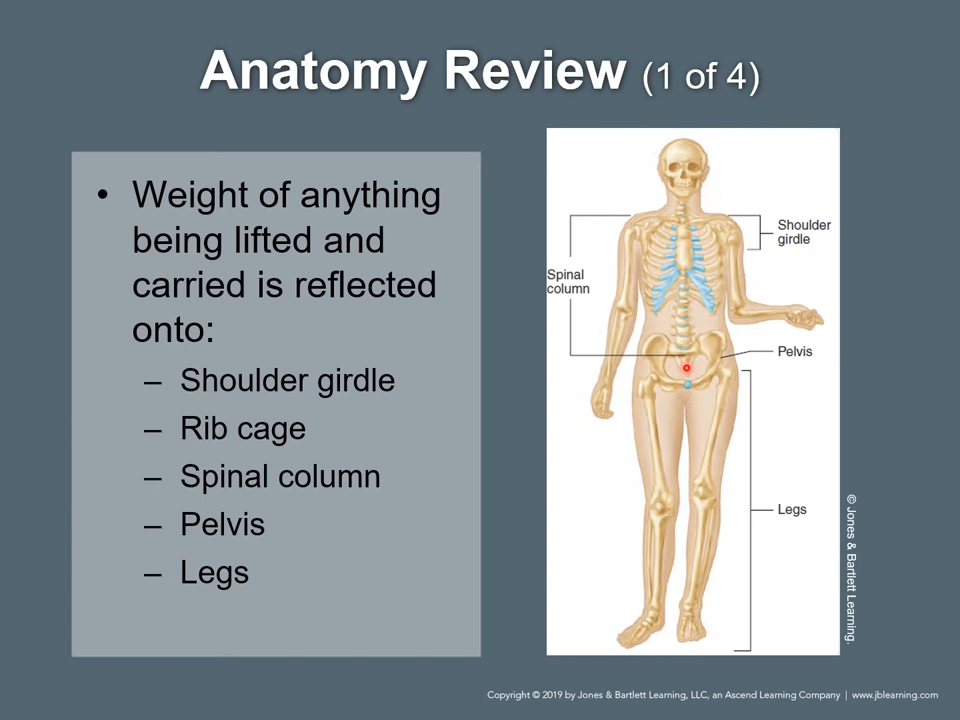 Anatomy Review (1 of 4)
• Weight of anything
being lifted and
carried is reflected
onto:
– Shoulder girdle
– Rib cage
– Spinal column
– Pelvis
– Legs
Shoulder
girdle
Spinal
column
Pelvis
Legs
© Jones & Bartlett Learning.
Copyright © 2019 by Jones & Bartlett Learning, LLC, an Ascend Learning Company | www.jblearning.com